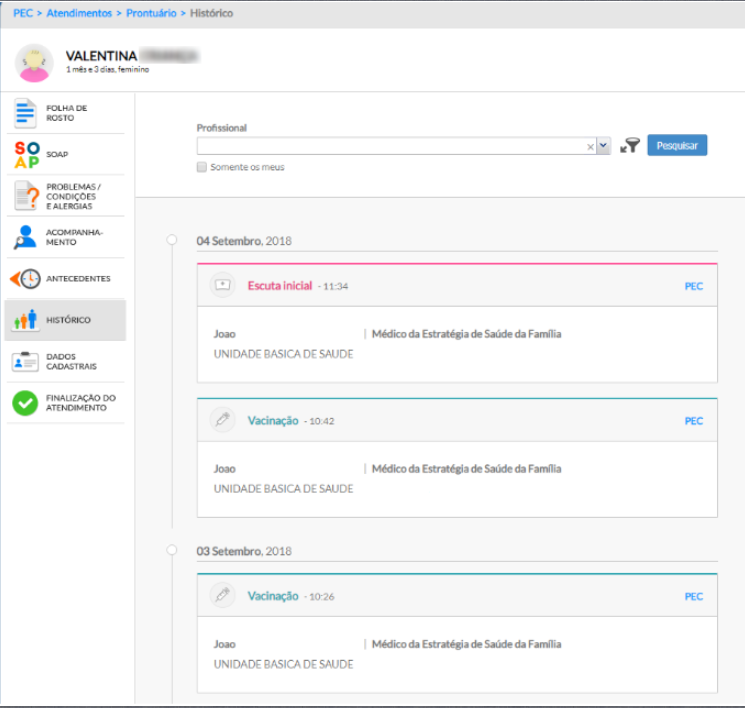 PEC > Atendimentos > Prontuário > Histórico
VALENTINA
1 mês e 3 dias, feminino
FOLHA DE
ROSTO
SOAP
SOAP
PROBLEMAS /
CONDIÇÕES
E ALERGIAS
ACOMPANHA-
MENTO
ANTECEDENTES
HISTÓRICO
DADOS
CADASTRAIS
FINALIZAÇÃO DO
ATENDIMENTO
Profissional
Pesquisar
Somente os meus
04 Setembro, 2018
Escuta inicial - 11:34 PEC
Joao | Médico da Estratégia de Saúde da Família
UNIDADE BASICA DE SAUDE
Vacinação - 10:42 PEC
Joao | Médico da Estratégia de Saúde da Família
UNIDADE BASICA DE SAUDE
03 Setembro, 2018
Vacinação - 10:26 PEC
Joao | Médico da Estratégia de Saúde da Família
UNIDADE BASICA DE SAUDE